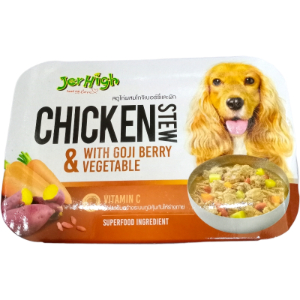 JerHigh
CHICKEN
STEW
& WITH GOJI BERRY
VEGETABLE
VITAMIN C
SUPERFOOD INGREDIENT